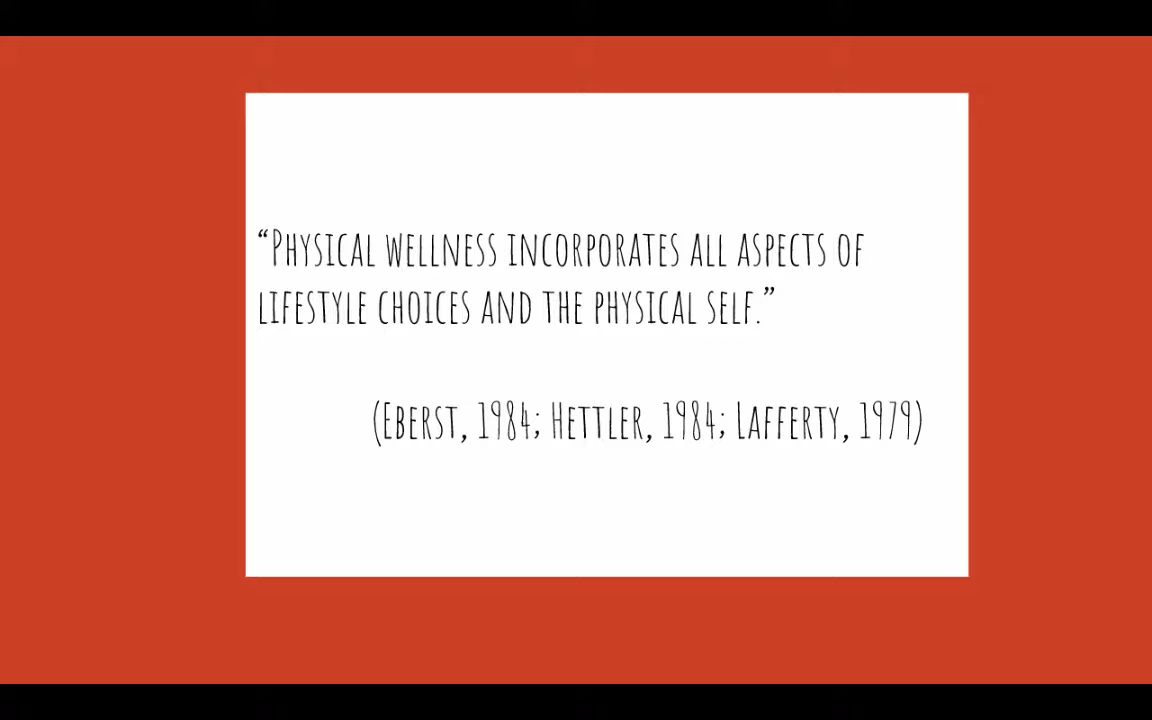 “Physical wellness incorporates all aspects of
lifestyle choices and the physical self.”
(Eberst, 1984; Hettler, 1984; Lafferty, 1979)